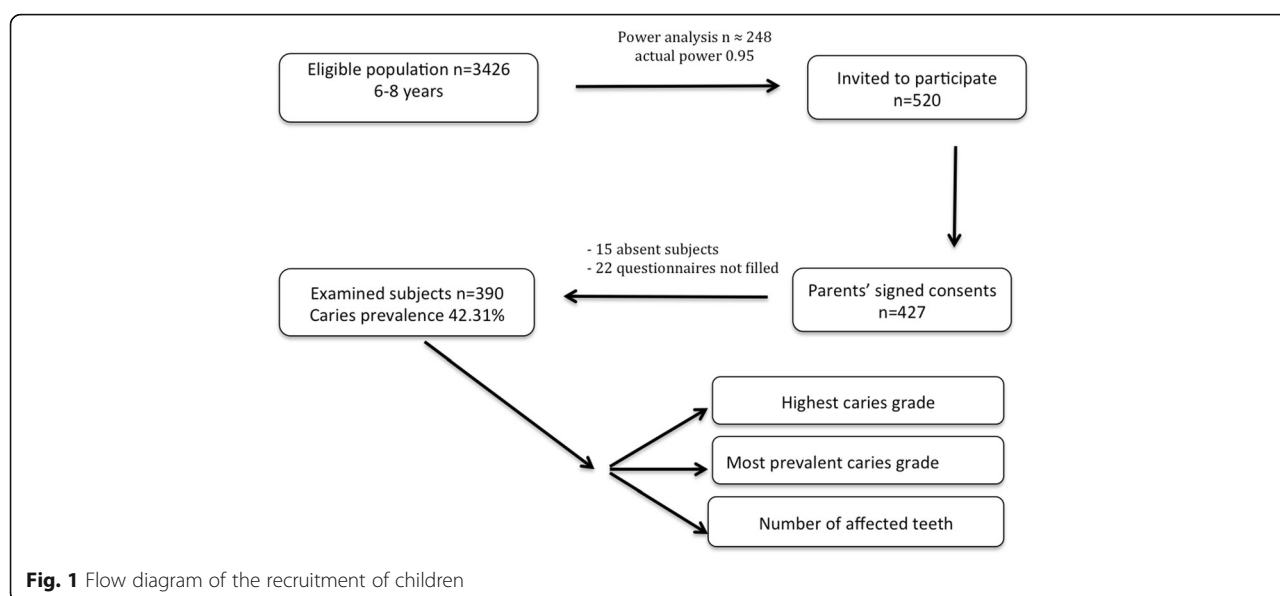 Power analysis n ≈ 248
actual power 0.95
Eligible population n=3426
6-8 years
Invited to participate
n=520
- 15 absent subjects
- 22 questionnaires not filled
Parents' signed consents
n=427
Examined subjects n=390
Caries prevalence 42.31%
Highest caries grade
Most prevalent caries grade
Number of affected teeth
Fig. 1 Flow diagram of the recruitment of children